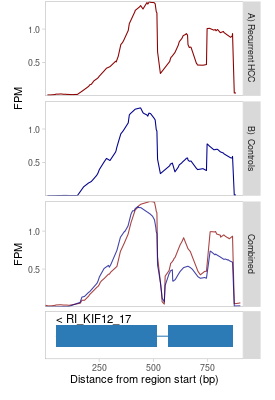 A) Recurrent HCC
1.0
0.5
FPM
B) Controls
1.0
0.5
Combined
FPM
1.0
0.5
< RI_KIF12_17
250
500
750
Distance from region start (bp)